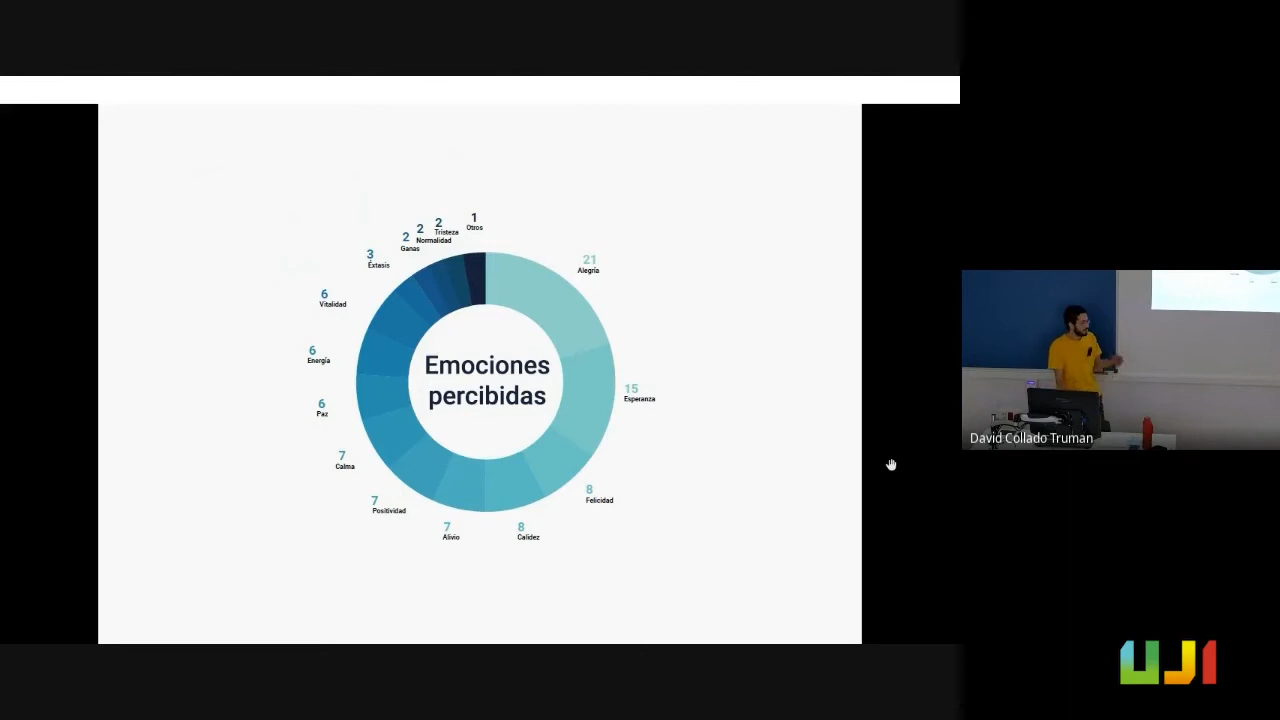 1
Otros
2
Tristeza
2
Normalidad
2
Ganas
3
Éxtasis
21
Alegría
6
Vitalidad
6
Energía
Emociones
percibidas
15
Esperanza
6
Paz
7
Calma
8
Felicidad
7
Positividad
7
Alivio
8
Calidez
David Collado Truman
UJI